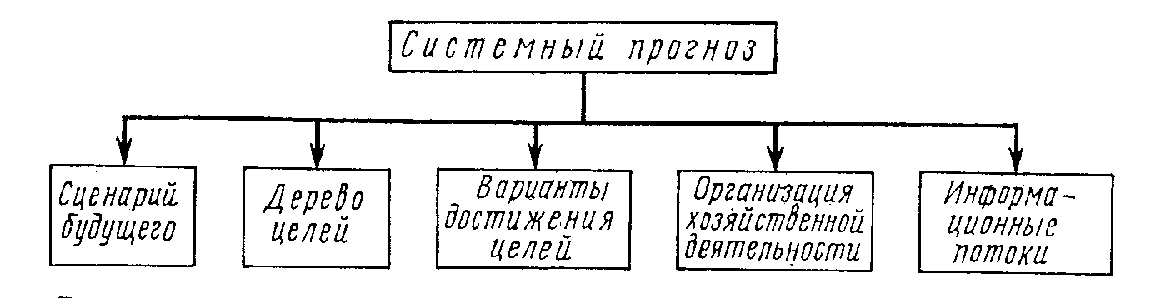 Системный прогноз
Сценарий
будущего
Дерево
целей
Варианты
достижения
целей
Организация
хозяйственной
деятельности
Информа-
ционные
потоки